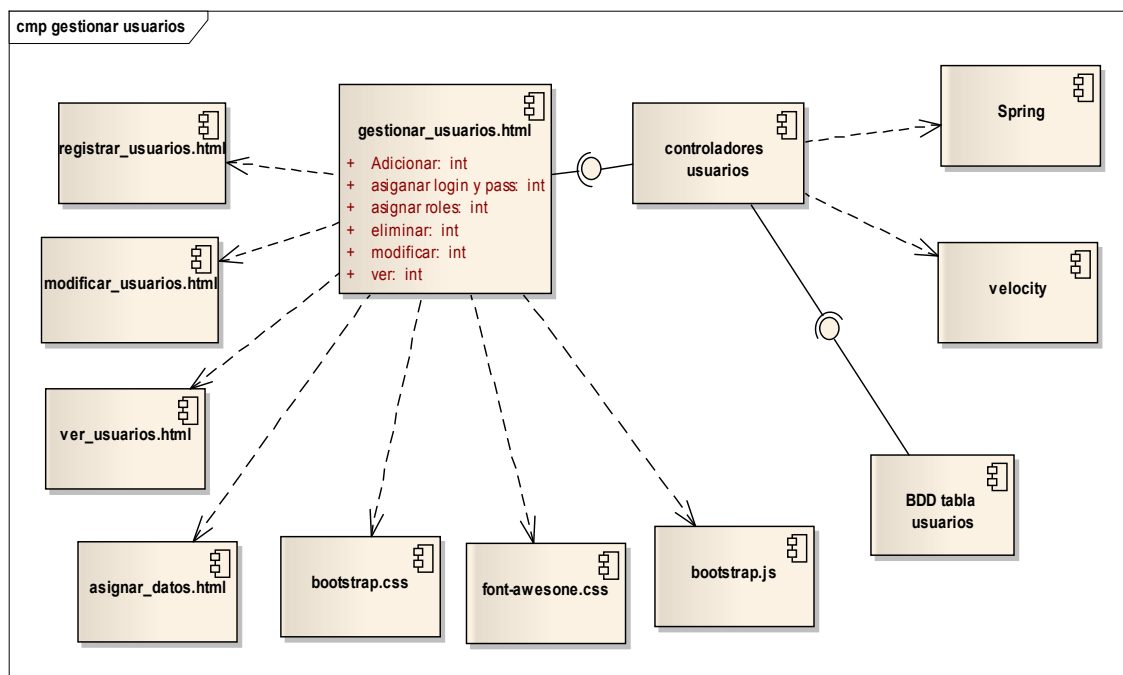 cmp gestionar usuarios
registrar_usuarios.html
gestionar_usuarios.html
+ Adicionar: int
+ asiganar login y pass: int
+ asignar roles: int
+ eliminar: int
+ modificar: int
+ ver: int
controladores
usuarios
Spring
modificar_usuarios.html
velocity
ver_usuarios.html
BDD tabla
usuarios
asignar_datos.html
bootstrap.css
font-awesone.css
bootstrap.js